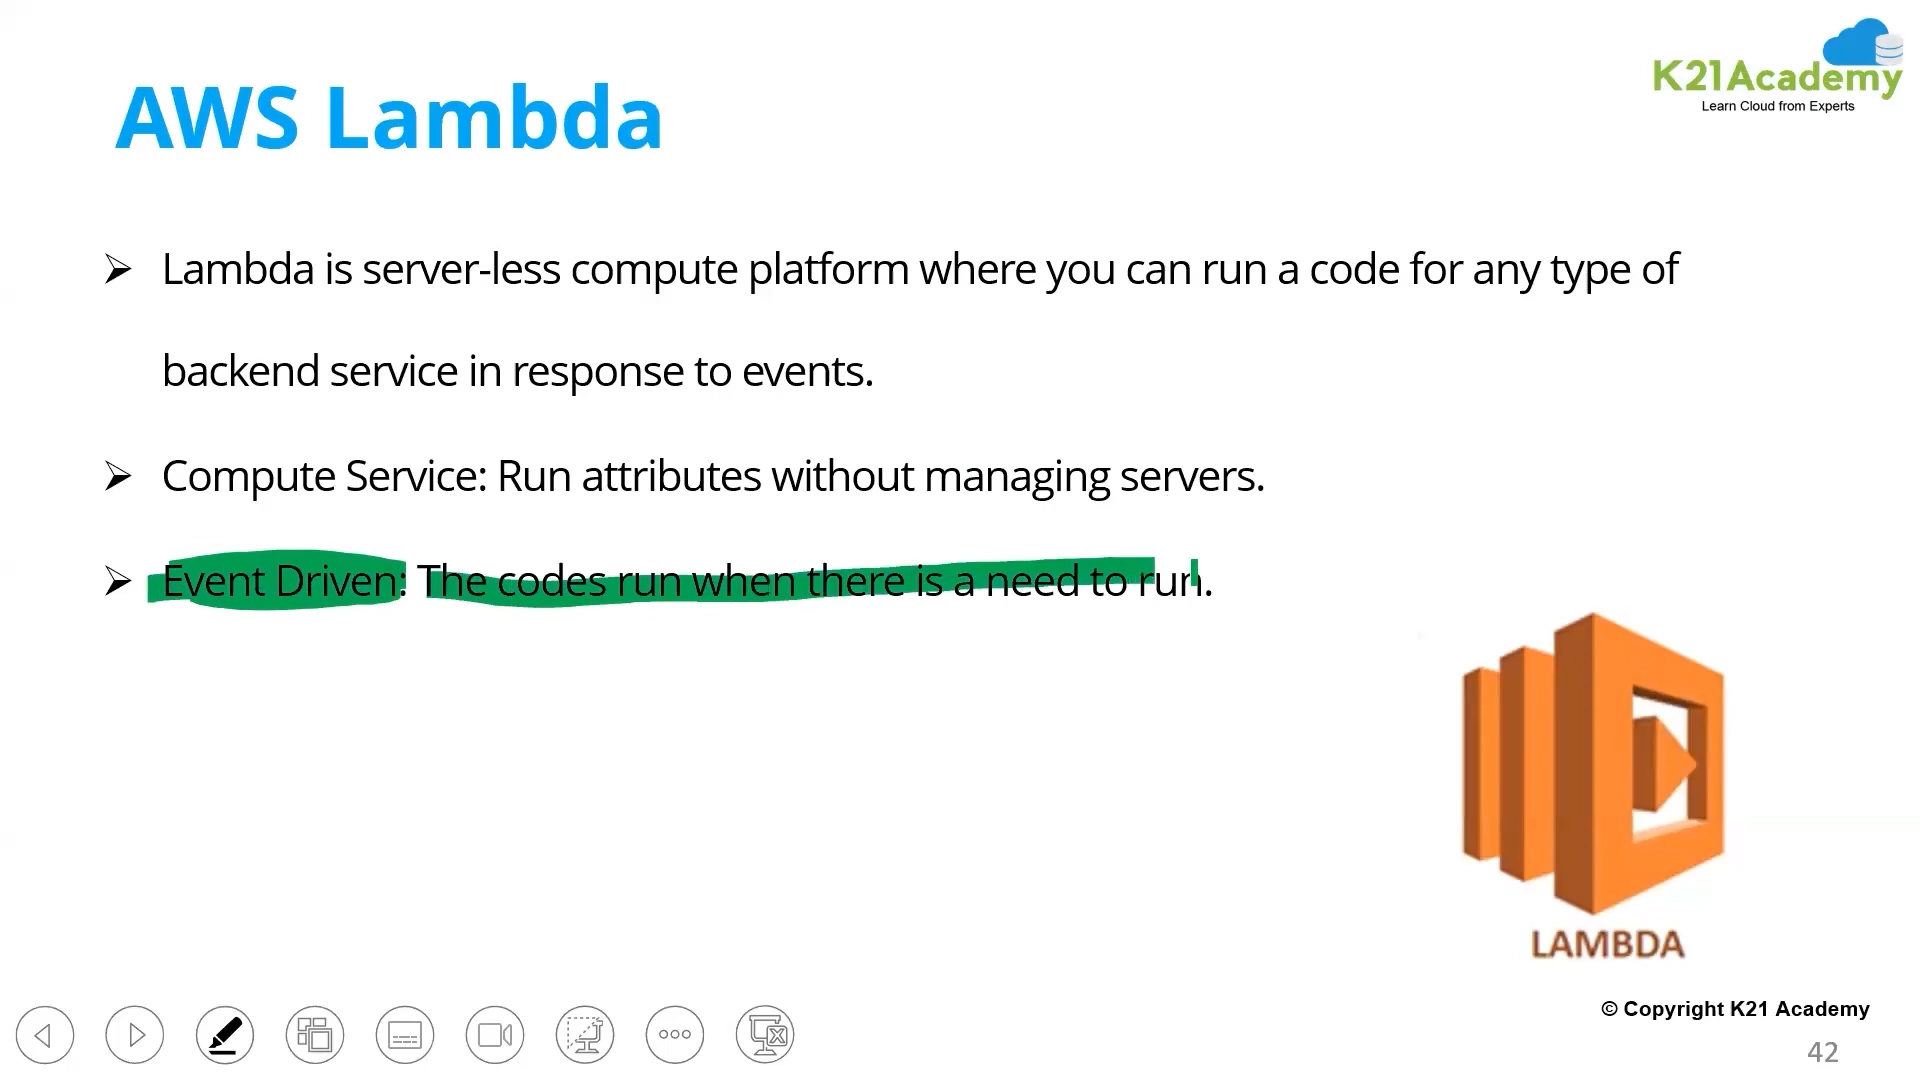 K21Academy
Learn Cloud from Experts
AWS Lambda
➢ Lambda is server-less compute platform where you can run a code for any type of
backend service in response to events.
➢ Compute Service: Run attributes without managing servers.
➢ Event Driven: The codes run when there is a need to run.
LAMBDA
© Copyright K21 Academy
42